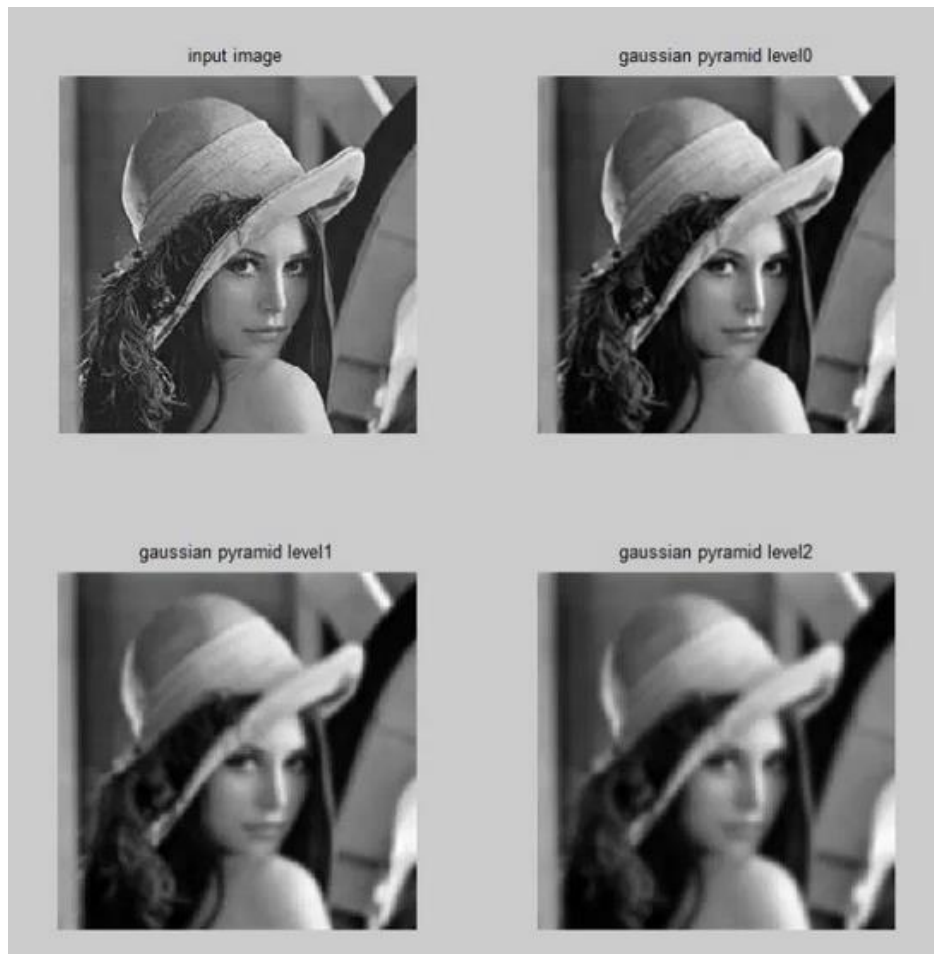 input image
gaussian pyramid level0
gaussian pyramid level1
gaussian pyramid level2